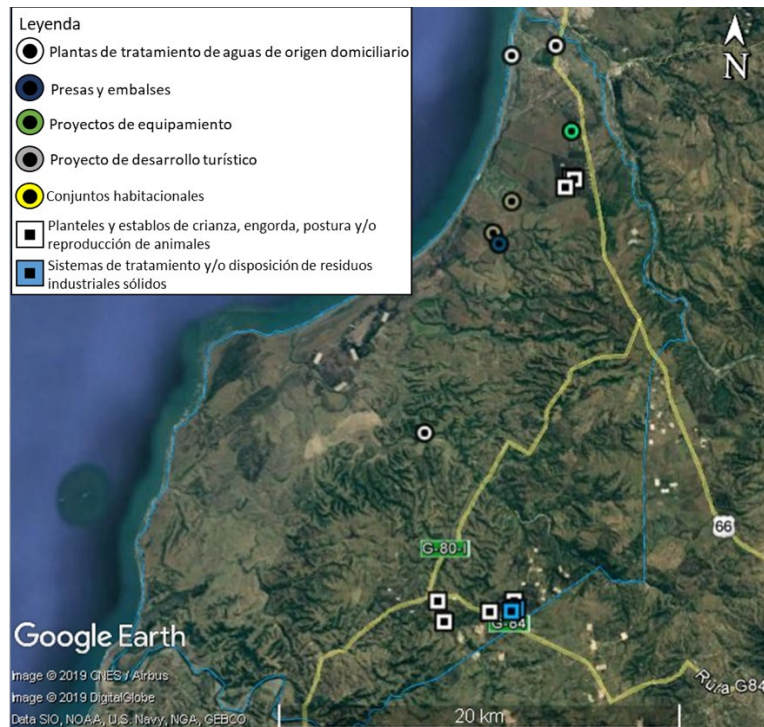 Leyenda
Plantas de tratamiento de aguas de origen domiciliario
Presas y embalses
Proyectos de equipamiento
Proyecto de desarrollo turístico
Conjuntos habitacionales
Planteles y establos de crianza, engorda, postura y/o
reproducción de animales
Sistemas de tratamiento y/o disposición de residuos
industriales sólidos
N
66
G-80-I
G-84
Ruta G84
Google Earth
Image © 2019 CNES / Airbus
Image © 2019 DigitalGlobe
Data SIO, NOAA, U.S. Navy, NGA, GEBCO
20 km